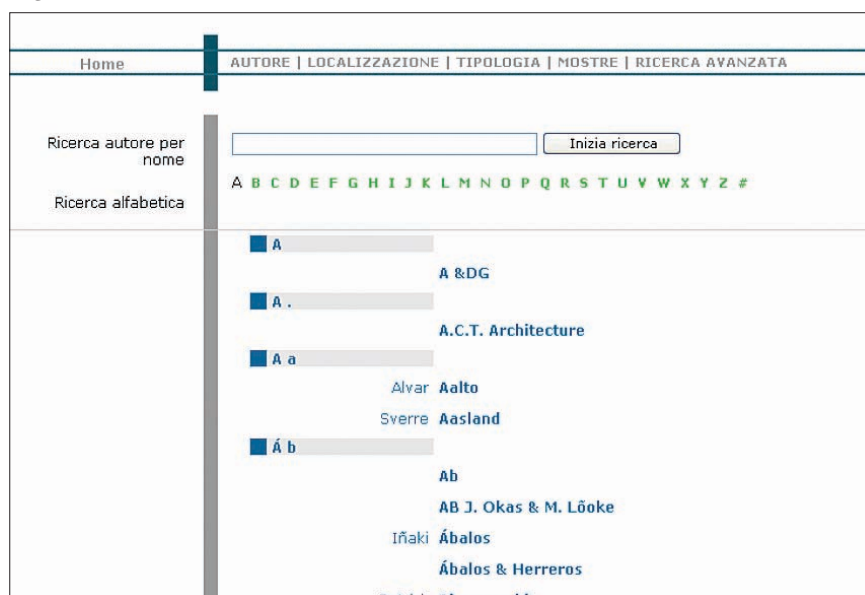 Home AUTORE | LOCALIZZAZIONE | TIPOLOGIA | MOSTRE | RICERCA AVANZATA
Ricerca autore per nome
Inizia ricerca
A B C D E F G H I J K L M N O P Q R S T U V W X Y Z #
Ricerca alfabetica
A
A &DG
A .
A.C.T. Architecture
A a
Alvar Aalto
Sverre Aasland
Á b
Ab
AB J. Okas & M. Lõoke
Iñaki Ábalos
Ábalos & Herreros